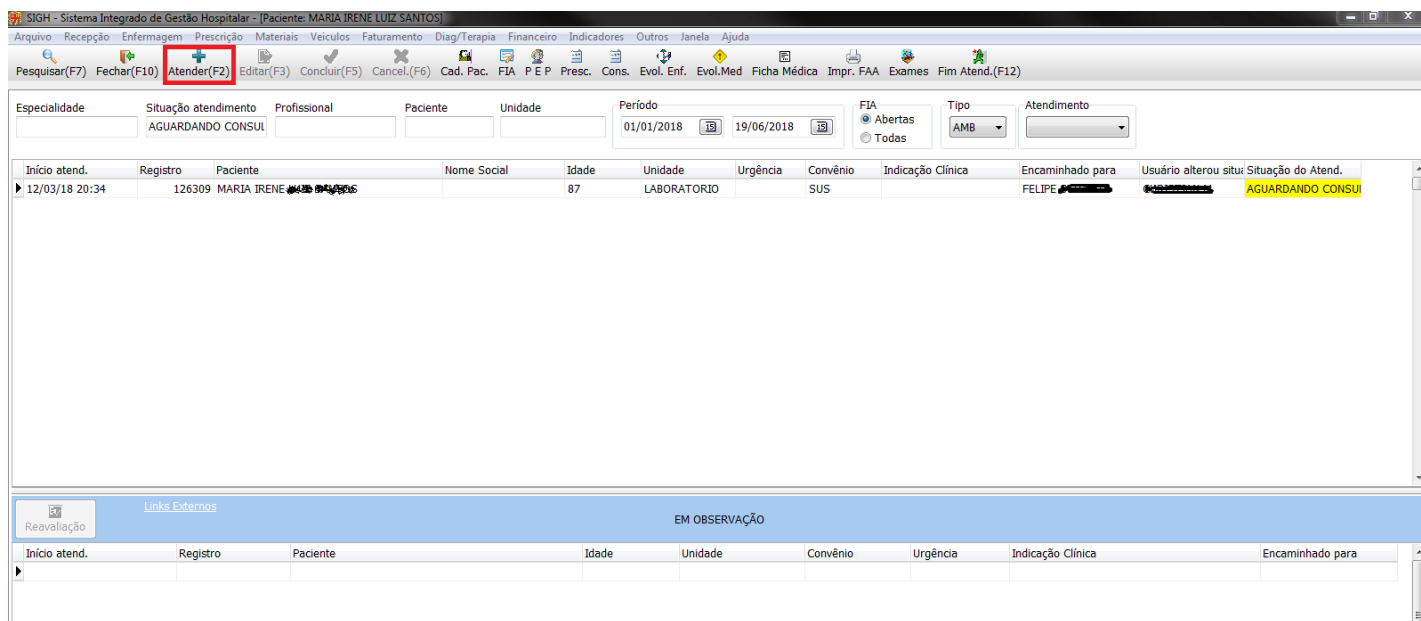 SIGH - Sistema Integrado de Gestão Hospitalar - [Paciente: MARIA IRENE LUIZ SANTOS]
Arquivo Recepção Enfermagem Prescrição Materiais Veiculos Faturamento Diag/Terapia Financeiro Indicadores Outros Janela Ajuda
Pesquisar(F7) Fechar(F10) Atender(F2) Editar(F3) Concluir(F5) Cancel.(F6) Cad. Pac. FIA P E P Presc. Cons. Evol. Enf. Evol.Med Ficha Médica Impr. FAA Exames Fim Atend.(F12)
Especialidade Situação atendimento Profissional Paciente Unidade Período FIA Tipo Atendimento
AGUARDANDO CONSUL 01/01/2018 15 19/06/2018 15 Abertas AMB
Todas
Início atend. Registro Paciente Nome Social Idade Unidade Urgência Convênio Indicação Clínica Encaminhado para Usuário alterou situa Situação do Atend.
12/03/18 20:34 126309 MARIA IRENE 87 LABORATORIO SUS FELIPE AGUARDANDO CONSUI
Links Externos
Reavaliação EM OBSERVAÇÃO
Início atend. Registro Paciente Idade Unidade Convênio Urgência Indicação Clínica Encaminhado para